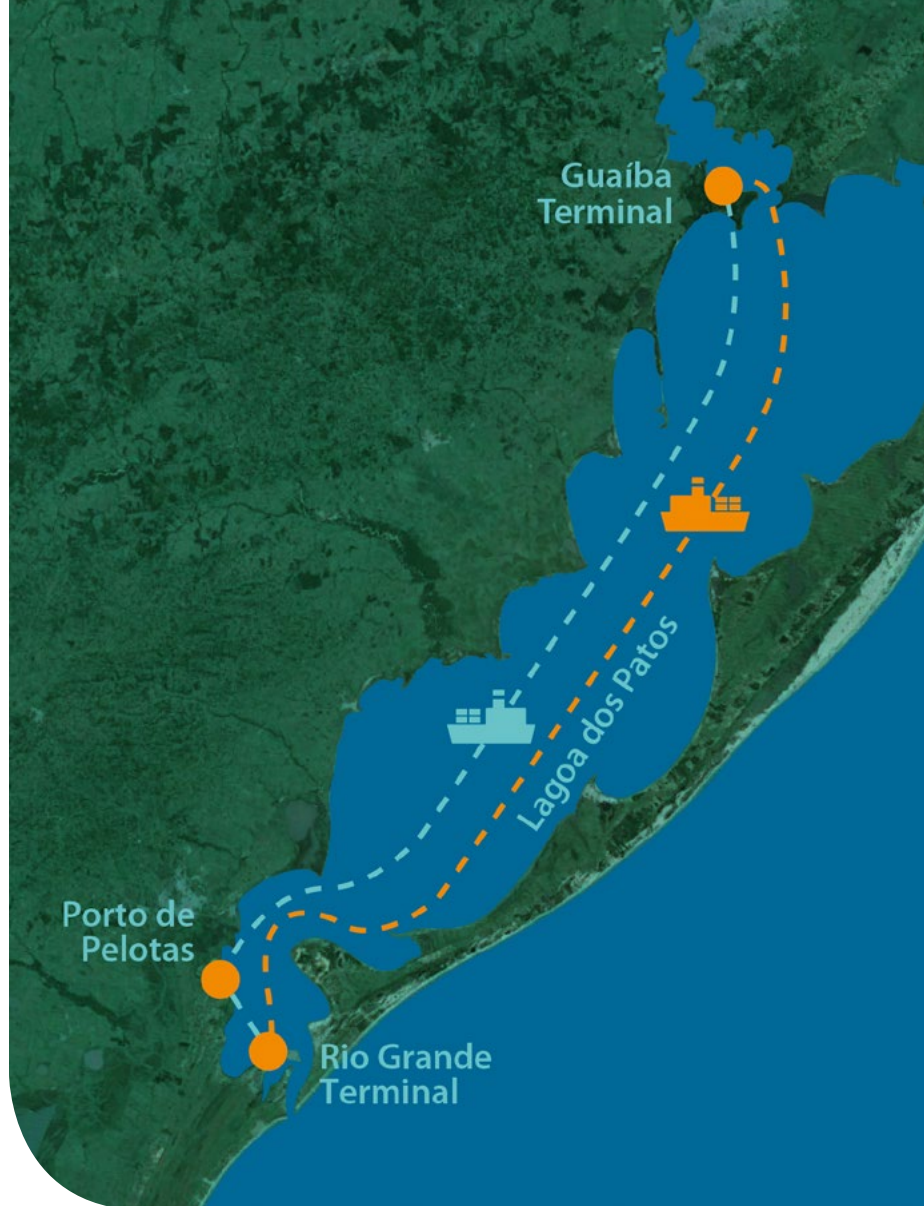 Guaíba
Terminal
Lagoa dos Patos
Porto de
Pelotas
Rio Grande
Terminal